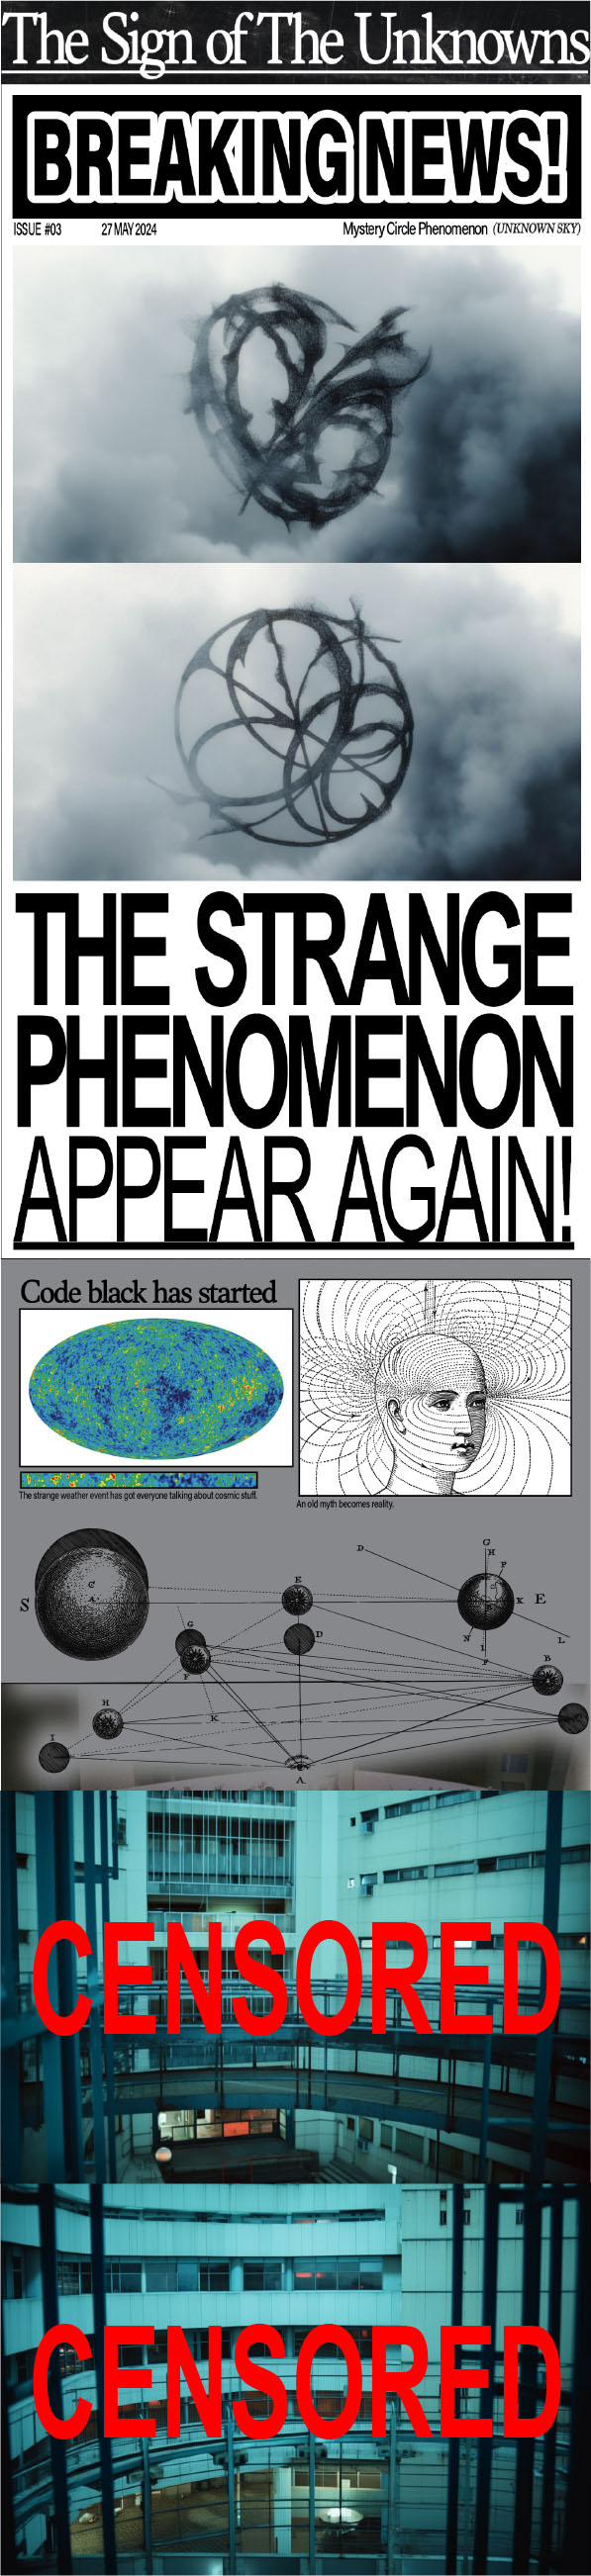 The Sign of The Unknowns
BREAKING NEWS!
ISSUE #03 27 MAY 2024 Mystery Circle Phenomenon (UNKNOWN SKY)
THE STRANGE
PHENOMENON
APPEAR AGAIN!
Code black has started
The strange weather event has got everyone talking about cosmic stuff.
An old myth becomes reality.
D
G
H
P
C
A
E
S
K
E
G
D
N
I
L
F
F
B
H
K
C
I
A
CENSORED
CENSORED